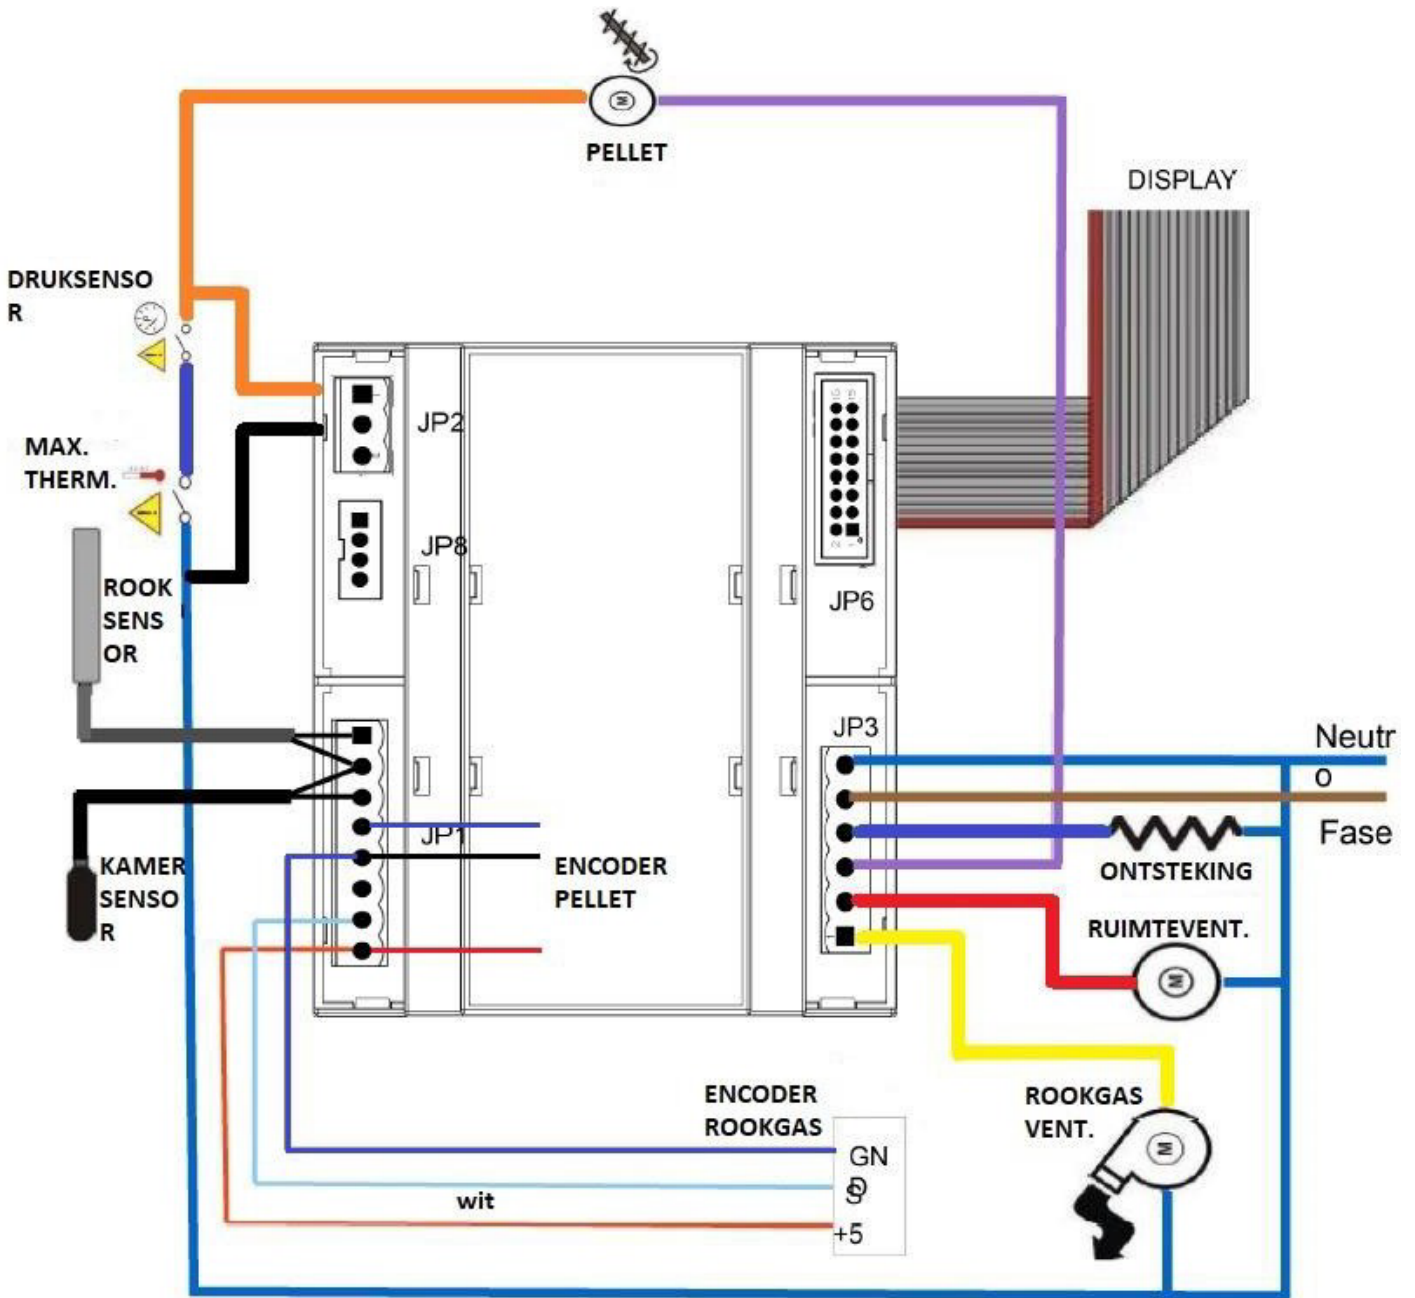 PELLET
DISPLAY
DRUKSENSO
R
JP2
MAX.
THERM.
JP8
ROOK
SENS
OR
JP6
JP3
Neutr
o
Fase
JP1
ENCODER
PELLET
KAMER
SENSO
R
ONTSTEKING
RUIMTEVENT.
ENCODER
ROOKGAS
ROOKGAS
VENT.
GN
D
S
wit
+5
M
M
M